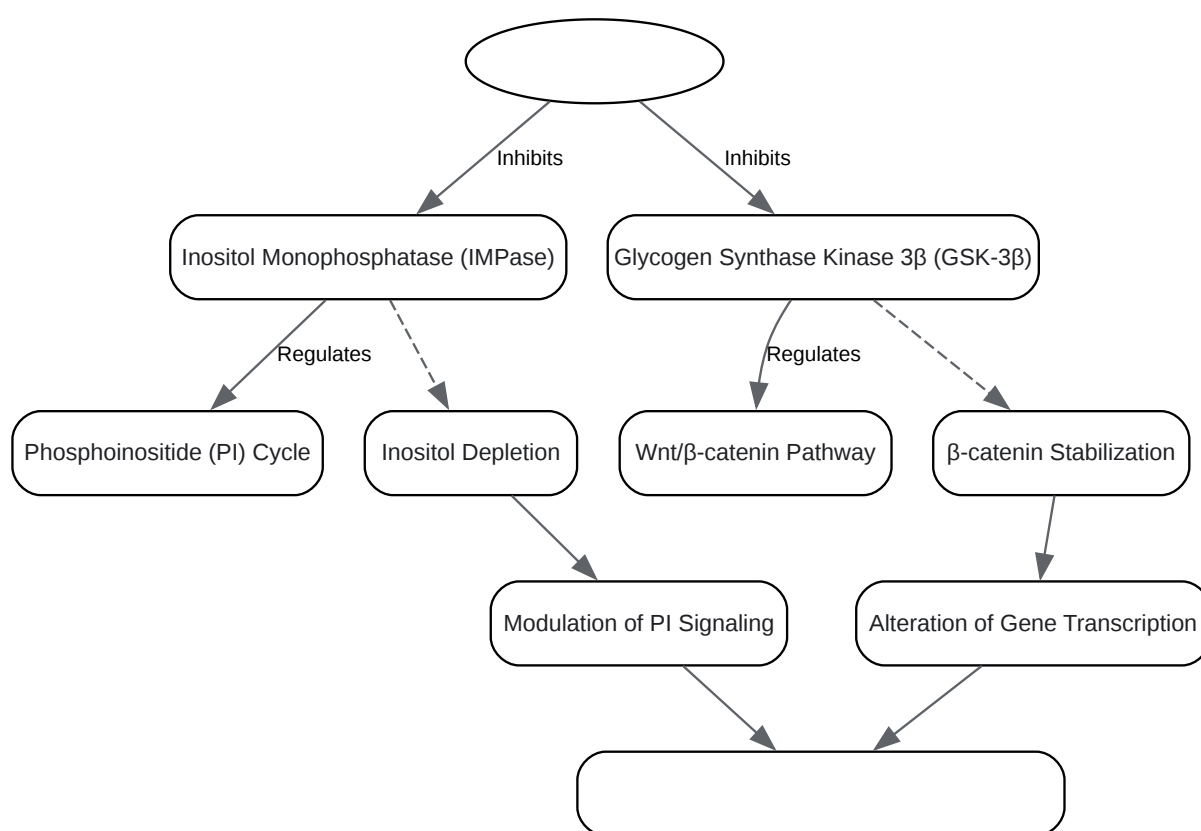 Inhibits
Inhibits
Inositol Monophosphatase (IMPase)
Glycogen Synthase Kinase 3β (GSK-3β)
Regulates
Regulates
Phosphoinositide (PI) Cycle
Inositol Depletion
Wnt/β-catenin Pathway
β-catenin Stabilization
Modulation of PI Signaling
Alteration of Gene Transcription